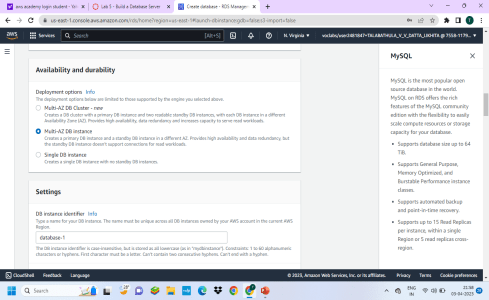 aws academy login student - Vo
Lab 5 - Build a Database Server
Create database - RDS Manage
us-east-1.console.aws.amazon.com/rds/home?region=us-east-1#launch-dbinstance:gdb=false;s3-import=false
aws
Services
Search
[Alt+S]
N. Virginia
Availability and durability
Deployment options Info
The deployment options below are limited to those supported by the engine you selected above.
Multi-AZ DB Cluster - new
Creates a DB cluster with a primary DB instance and two readable standby DB instances, with each DB instance in a different
Availability Zone (AZ). Provides high availability, data redundancy and increases capacity to serve read workloads.
Multi-AZ DB instance
Creates a primary DB instance and a standby DB instance in a different AZ. Provides high availability and data redundancy, but
the standby DB instance doesn't support connections for read workloads.
Single DB instance
Creates a single DB instance with no standby DB instances.
Settings
DB instance identifier Info
Type a name for your DB instance. The name must be unique across all DB instances owned by your AWS account in the current AWS
Region.
database-1
The DB instance identifier is case-insensitive, but is stored as all lowercase (as in "mydbinstance"). Constraints: 1 to 60 alphanumeric
characters or hyphens. First character must be a letter. Can't contain two consecutive hyphens. Can't end with a hyphen.
MySQL
MySQL is the most popular open
source database in the world.
MySQL on RDS offers the rich
features of the MySQL community
edition with the flexibility to easily
scale compute resources or storage
capacity for your database.
• Supports database size up to 64
TiB.
• Supports General Purpose,
Memory Optimized, and
Burstable Performance instance
classes.
• Supports automated backup
and point-in-time recovery.
• Supports up to 15 Read Replicas
per instance, within a single
Region or 5 read replicas cross-
region.
CloudShell
Feedback
Language
© 2023, Amazon Web Services, Inc. or its affiliates.
Privacy
Terms
Cookie preferences
Search
ENG
IN
21:38
03-04-2023